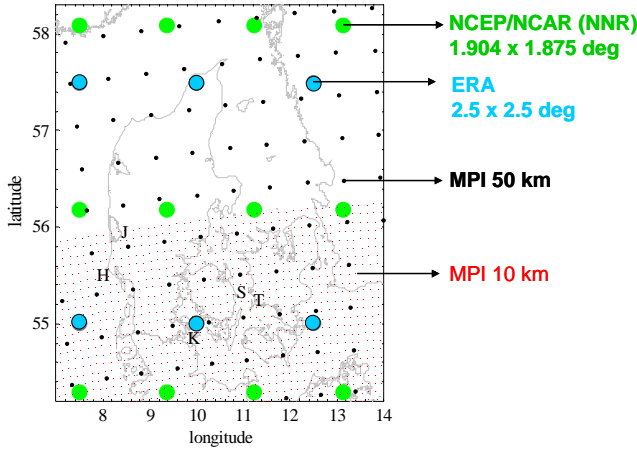 NCEP/NCAR (NNR)
1.904 x 1.875 deg
ERA
2.5 x 2.5 deg
MPI 50 km
MPI 10 km
latitude
58
57
56
55
J
H
S
T
K
8
9
10
11
12
13
14
longitude